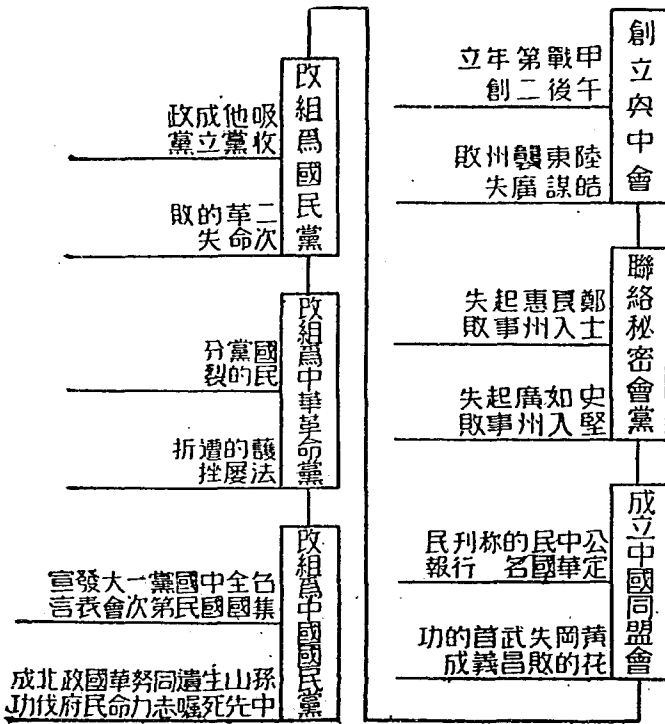 創立興中會
甲午戰後第二年創立
陸皓東謀襲廣州失敗
聯絡秘密會黨
鄭士良入惠州起事失敗
史堅如入廣州起事失敗
成立中國同盟會
公定中華民國的名称 刊行民報
黃花岡的失敗武昌首義的成功
改組爲國民黨
吸收他黨成立政黨
二次革命的失敗
改組爲中華革命黨
國民黨的分裂
護法的屢遭折挫
改組爲中國國民黨
召集全國中國國民黨第一次大會發表宣言
孫中山先生死遺囑同志努力革命國民政府北伐成功